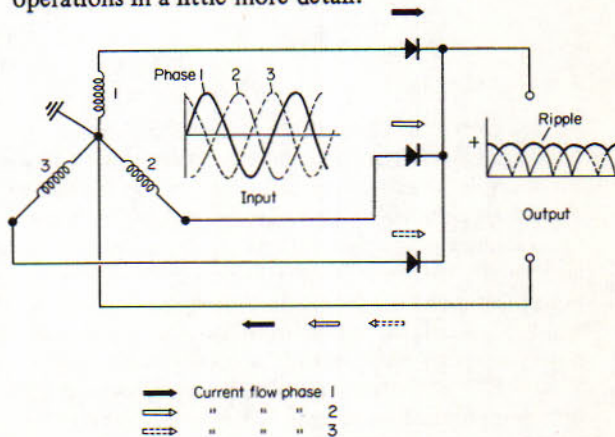 operations in a little more detail.
1
Phase 1 2 3
Input
3
2
Ripple
+
Output
Current flow phase 1
" " " 2
" " " 3